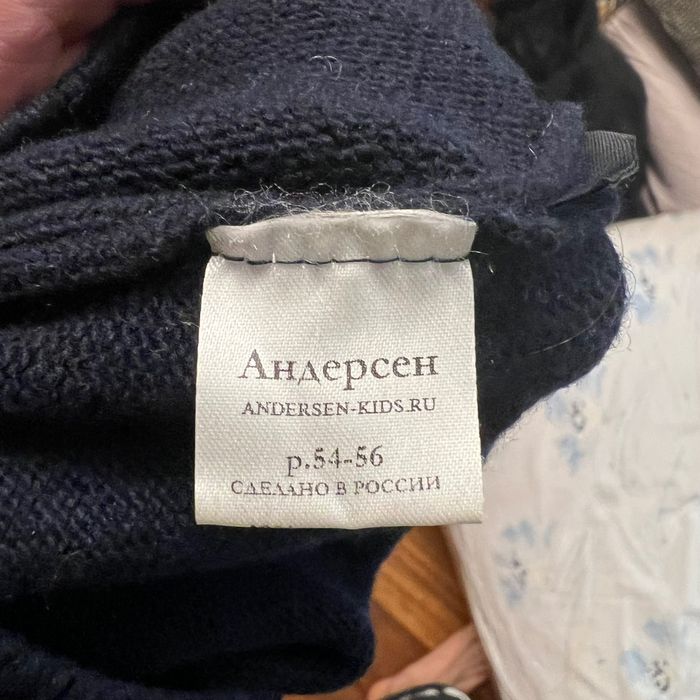 Андерсен
ANDERSEN-KIDS.RU
р.54-56
СДЕЛАНО В РОССИИ